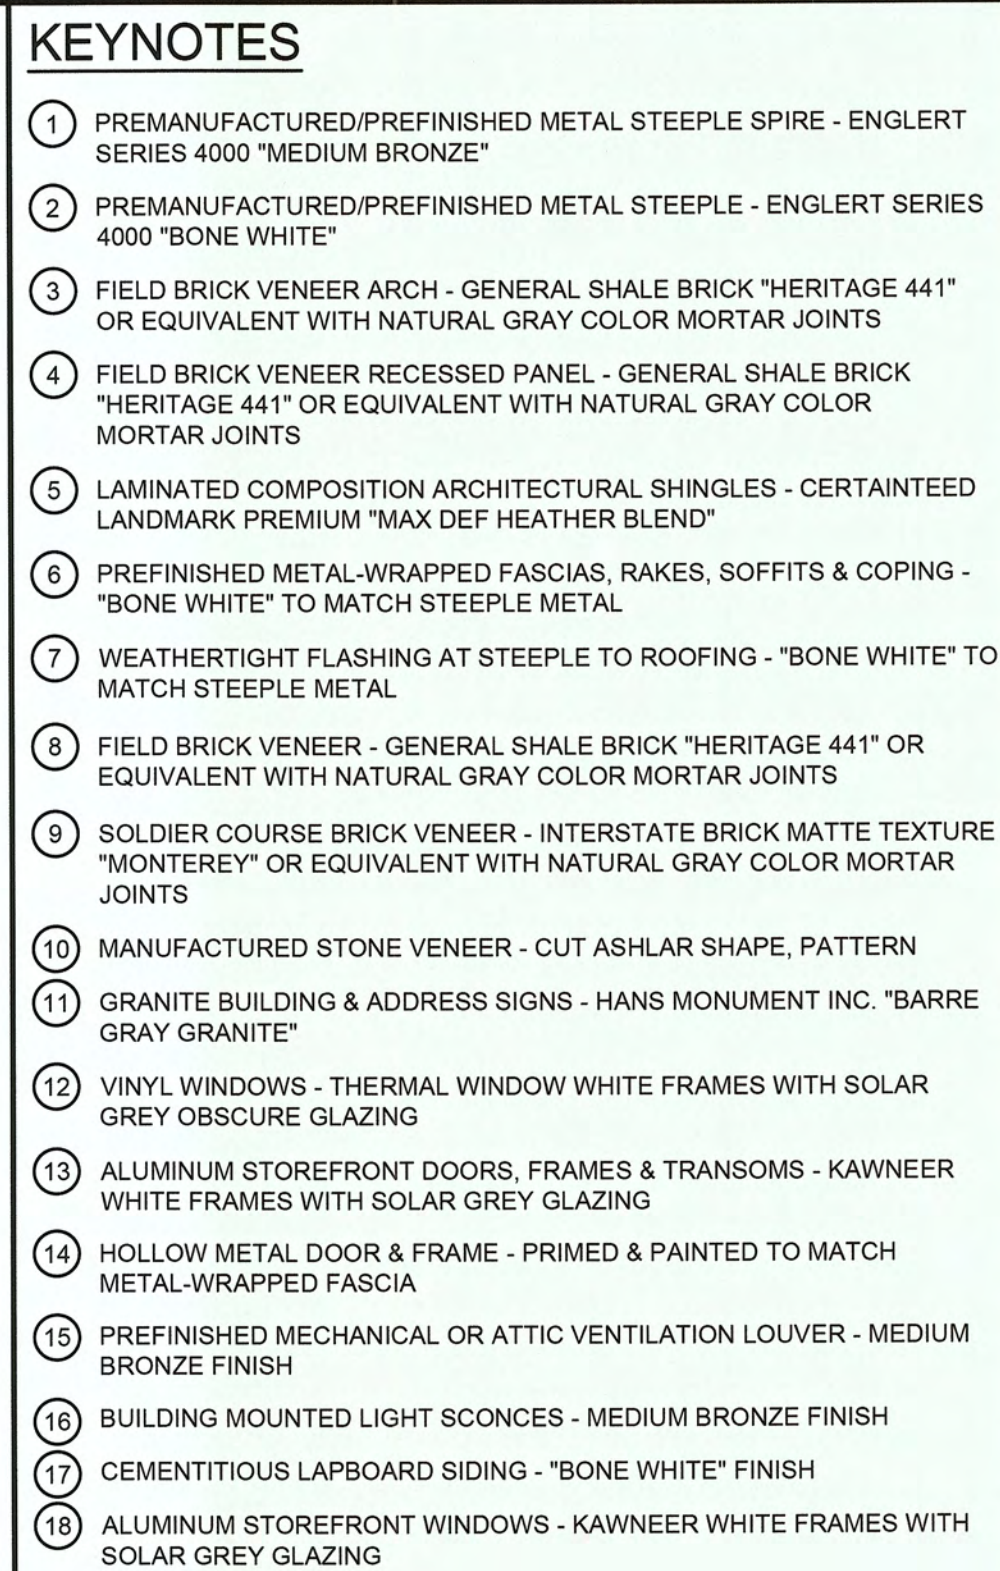 KEYNOTES
1 PREMANUFACTURED/PREFINISHED METAL STEEPLE SPIRE - ENGLERT
SERIES 4000 "MEDIUM BRONZE"
2 PREMANUFACTURED/PREFINISHED METAL STEEPLE - ENGLERT SERIES
4000 "BONE WHITE"
3 FIELD BRICK VENEER ARCH - GENERAL SHALE BRICK "HERITAGE 441"
OR EQUIVALENT WITH NATURAL GRAY COLOR MORTAR JOINTS
4 FIELD BRICK VENEER RECESSED PANEL - GENERAL SHALE BRICK
"HERITAGE 441" OR EQUIVALENT WITH NATURAL GRAY COLOR
MORTAR JOINTS
5 LAMINATED COMPOSITION ARCHITECTURAL SHINGLES - CERTAINTEED
LANDMARK PREMIUM "MAX DEF HEATHER BLEND"
6 PREFINISHED METAL-WRAPPED FASCIAS, RAKES, SOFFITS & COPING -
"BONE WHITE" TO MATCH STEEPLE METAL
7 WEATHERTIGHT FLASHING AT STEEPLE TO ROOFING - "BONE WHITE" TO
MATCH STEEPLE METAL
8 FIELD BRICK VENEER - GENERAL SHALE BRICK "HERITAGE 441" OR
EQUIVALENT WITH NATURAL GRAY COLOR MORTAR JOINTS
9 SOLDIER COURSE BRICK VENEER - INTERSTATE BRICK MATTE TEXTURE
"MONTEREY" OR EQUIVALENT WITH NATURAL GRAY COLOR MORTAR
JOINTS
10 MANUFACTURED STONE VENEER - CUT ASHLAR SHAPE, PATTERN
11 GRANITE BUILDING & ADDRESS SIGNS - HANS MONUMENT INC. "BARRE
GRAY GRANITE"
12 VINYL WINDOWS - THERMAL WINDOW WHITE FRAMES WITH SOLAR
GREY OBSCURE GLAZING
13 ALUMINUM STOREFRONT DOORS, FRAMES & TRANSOMS - KAWNEER
WHITE FRAMES WITH SOLAR GREY GLAZING
14 HOLLOW METAL DOOR & FRAME - PRIMED & PAINTED TO MATCH
METAL-WRAPPED FASCIA
15 PREFINISHED MECHANICAL OR ATTIC VENTILATION LOUVER - MEDIUM
BRONZE FINISH
16 BUILDING MOUNTED LIGHT SCONCES - MEDIUM BRONZE FINISH
17 CEMENTITIOUS LAPBOARD SIDING - "BONE WHITE" FINISH
18 ALUMINUM STOREFRONT WINDOWS - KAWNEER WHITE FRAMES WITH
SOLAR GREY GLAZING